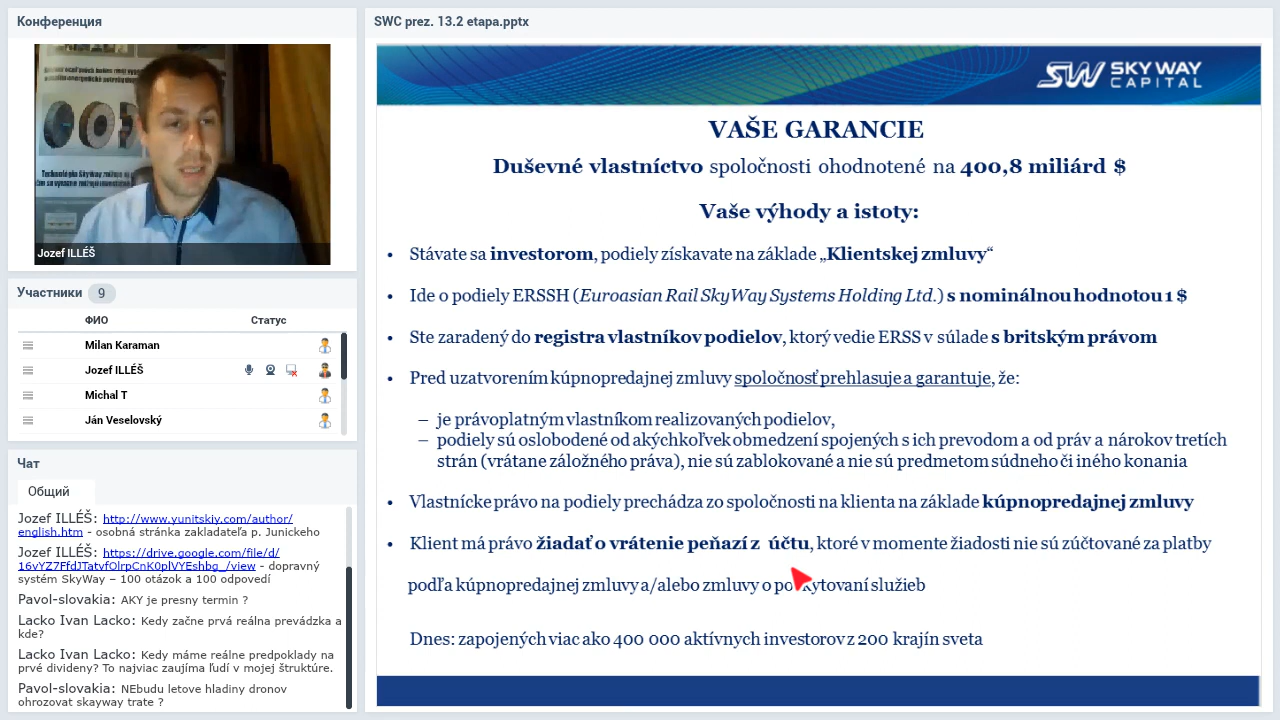 Конференция
Jozef ILLÉŠ
Участники 9
ФИО Статус
Milan Karaman
Jozef ILLÉŠ
Michal T
Ján Veselovský
Чат
Общий
Jozef ILLÉŠ: http://www.yunitskiy.com/author/
english.htm - osobná stránka zakladateľa p. Junickeho
Jozef ILLÉŠ: https://drive.google.com/file/d/
16vYZ7FfdJTatvfOlrpCnK0plVYEshbg_/view - dopravný
systém SkyWay – 100 otázok a 100 odpovedí
Pavol-slovakia: AKY je presny termin ?
Lacko Ivan Lacko: Kedy začne prvá reálna prevádzka a
kde?
Lacko Ivan Lacko: Kedy máme reálne predpoklady na
prvé divideny? To najviac zaujíma ľudí v mojej štruktúre.
Pavol-slovakia: NEbudu letove hladiny dronov
ohrozovat skayway trate ?
SWC prez. 13.2 etapa.pptx
SW SKY WAY
CAPITAL
VAŠE GARANCIE
Duševné vlastníctvo spoločnosti ohodnotené na 400,8 miliárd $
Vaše výhody a istoty:
• Stávate sa investorom, podiely získavate na základe „Klientskej zmluvy“
• Ide o podiely ERSSH (Euroasian Rail SkyWay Systems Holding Ltd.) s nominálnou hodnotou 1 $
• Ste zaradený do registra vlastníkov podielov, ktorý vedie ERSS v súlade s britským právom
• Pred uzatvorením kúpnopredajnej zmluvy spoločnosť prehlasuje a garantuje, že:
– je právoplatným vlastníkom realizovaných podielov,
– podiely sú oslobodené od akýchkoľvek obmedzení spojených s ich prevodom a od práv a nárokov tretích
strán (vrátane záložného práva), nie sú zablokované a nie sú predmetom súdneho či iného konania
• Vlastnícke právo na podiely prechádza zo spoločnosti na klienta na základe kúpnopredajnej zmluvy
• Klient má právo žiadať o vrátenie peňazí z účtu, ktoré v momente žiadosti nie sú zúčtované za platby
podľa kúpnopredajnej zmluvy a/alebo zmluvy o poskytovaní služieb
Dnes: zapojených viac ako 400 000 aktívnych investorov z 200 krajín sveta